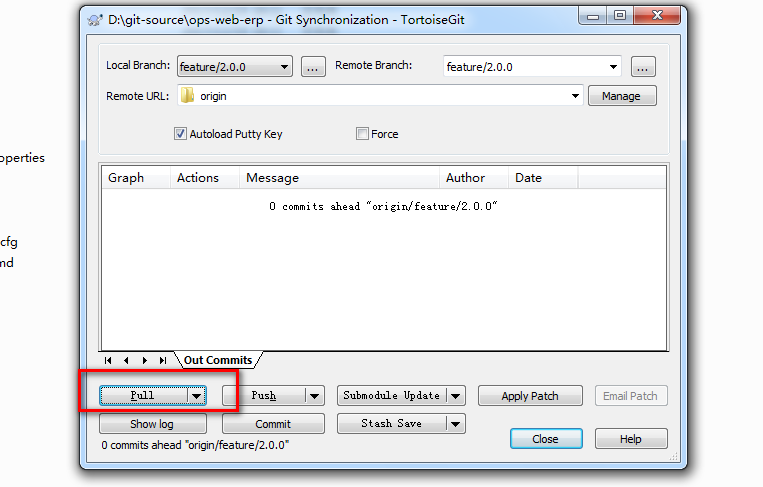 D:\git-source\ops-web-erp - Git Synchronization - TortoiseGit
Local Branch: feature/2.0.0 ... Remote Branch: feature/2.0.0 ...
Remote URL: origin Manage
Autoload Putty Key Force
operties
Graph Actions Message Author Date
0 commits ahead "origin/feature/2.0.0"
cfg
md
Out Commits
Pull Push Submodule Update Apply Patch Email Patch
Show log Commit Stash Save
0 commits ahead "origin/feature/2.0.0" Close Help